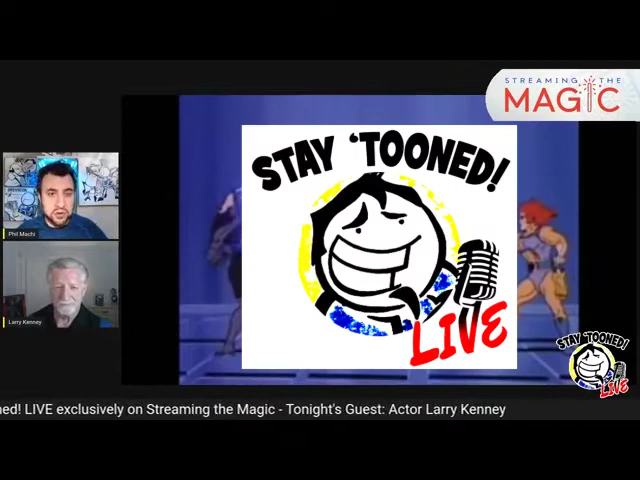 STREAMING THE
MAGIC
STAY 'TOONED!
LIVE
Phil Machi
Larry Kenney
STAY 'TOONED!
LIVE
ned! LIVE exclusively on Streaming the Magic - Tonight's Guest: Actor Larry Kenney